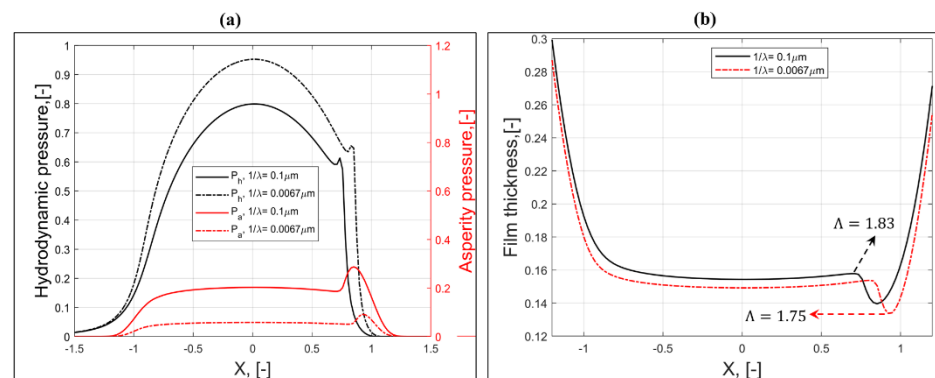 (a)
1
0.9
0.8
0.7
0.6
0.5
0.4
0.3
0.2
0.1
0
Hydrodynamic pressure,[-]
P_h, 1/λ= 0.1μm
P_h, 1/λ= 0.0067μm
P_a, 1/λ= 0.1μm
P_a, 1/λ= 0.0067μm
1.2
1
0.8
0.6
0.4
0.2
0
Asperity pressure,[-]
-1.5 -1 -0.5 0 0.5 1 1.5
X, [-]
(b)
0.3
0.28
0.26
0.24
0.22
0.2
0.18
0.16
0.14
0.12
Film thickness,[-]
1/λ= 0.1μm
1/λ= 0.0067μm
Λ = 1.83
Λ = 1.75
-1 -0.5 0 0.5 1
X, [-]